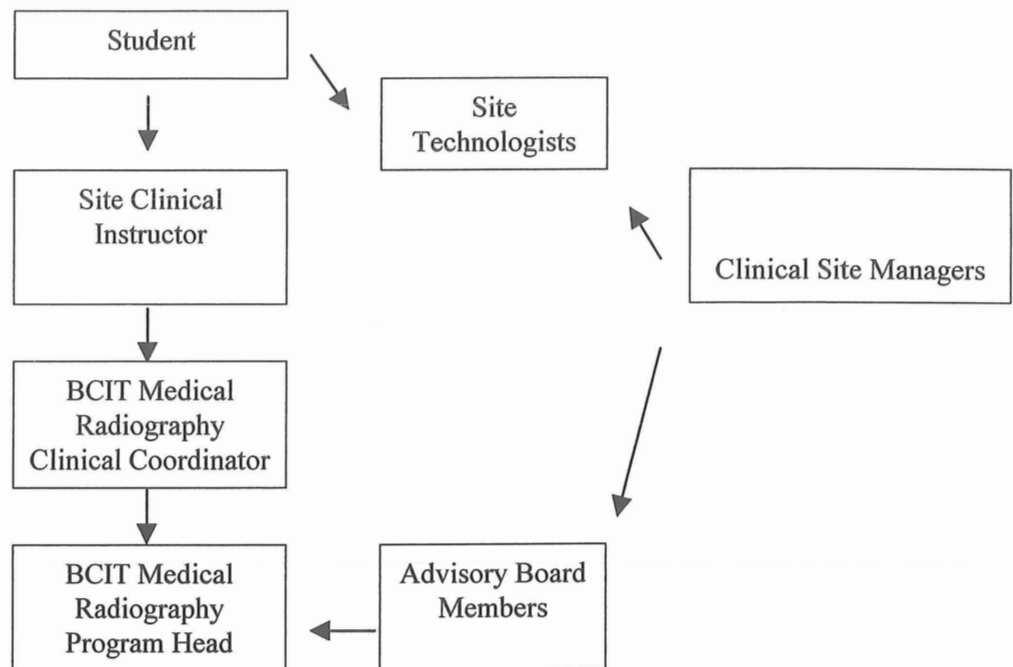 Student
Site
Technologists
Site Clinical
Instructor
Clinical Site Managers
BCIT Medical
Radiography
Clinical Coordinator
BCIT Medical
Radiography
Program Head
Advisory Board
Members